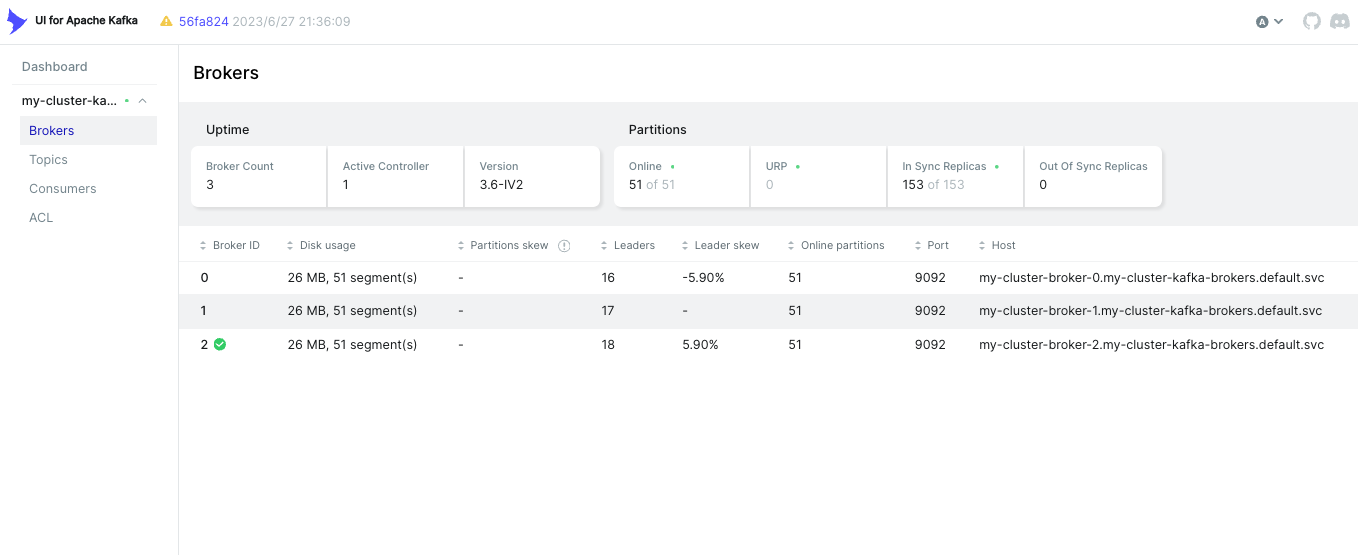 UI for Apache Kafka 56fa824 2023/6/27 21:36:09 A
Dashboard
my-cluster-ka...
Brokers
Topics
Consumers
ACL
Brokers
Uptime
Broker Count Active Controller Version
3 1 3.6-IV2
Partitions
Online URP In Sync Replicas Out Of Sync Replicas
51 of 51 0 153 of 153 0
Broker ID Disk usage Partitions skew Leaders Leader skew Online partitions Port Host
0 26 MB, 51 segment(s) - 16 -5.90% 51 9092 my-cluster-broker-0.my-cluster-kafka-brokers.default.svc
1 26 MB, 51 segment(s) - 17 - 51 9092 my-cluster-broker-1.my-cluster-kafka-brokers.default.svc
2 26 MB, 51 segment(s) - 18 5.90% 51 9092 my-cluster-broker-2.my-cluster-kafka-brokers.default.svc